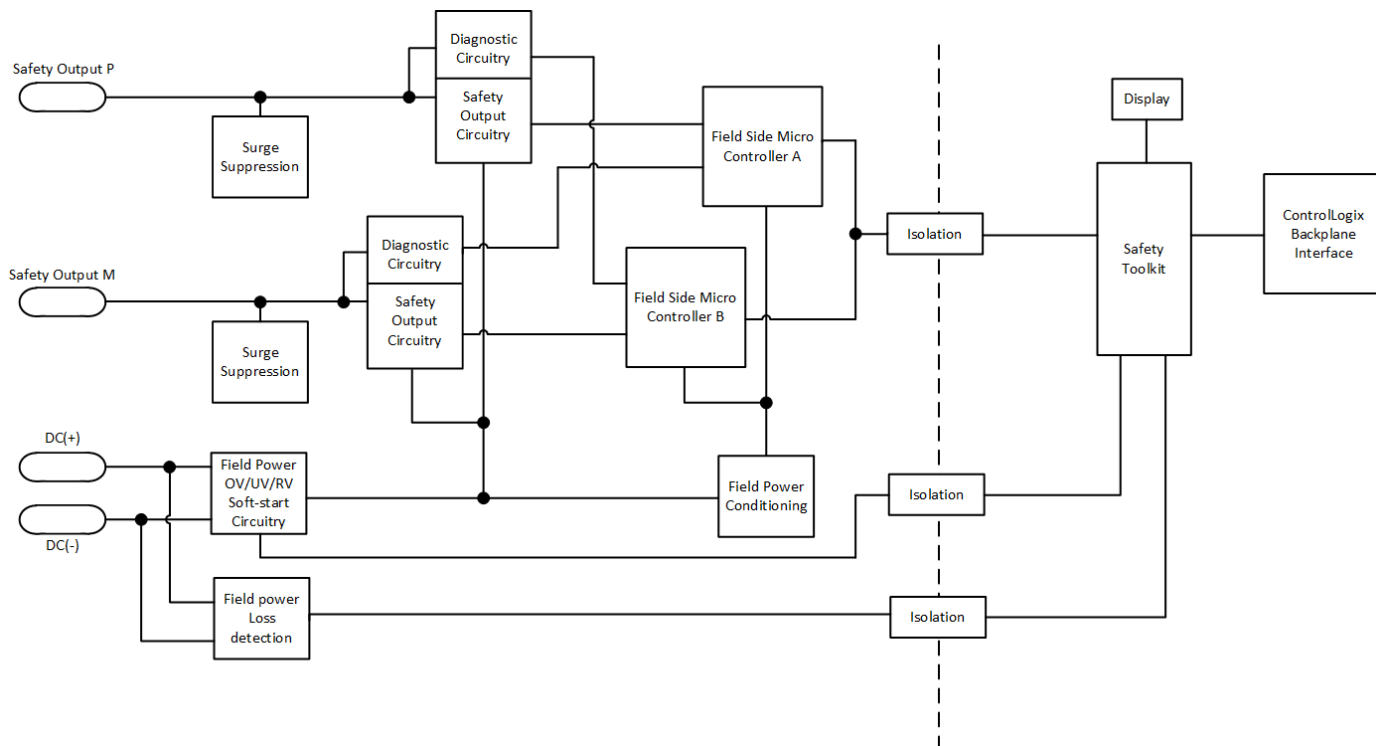 Safety Output P
Diagnostic
Circuitry
Safety
Output
Circuitry
Surge
Suppression
Field Side Micro
Controller A
Display
Safety Output M
Diagnostic
Circuitry
Safety
Output
Circuitry
Surge
Suppression
Field Side Micro
Controller B
Isolation
Safety
Toolkit
ControlLogix
Backplane
Interface
DC(+)
DC(-)
Field Power
OV/UV/RV
Soft-start
Circuitry
Field Power
Conditioning
Isolation
Field power
Loss
detection
Isolation